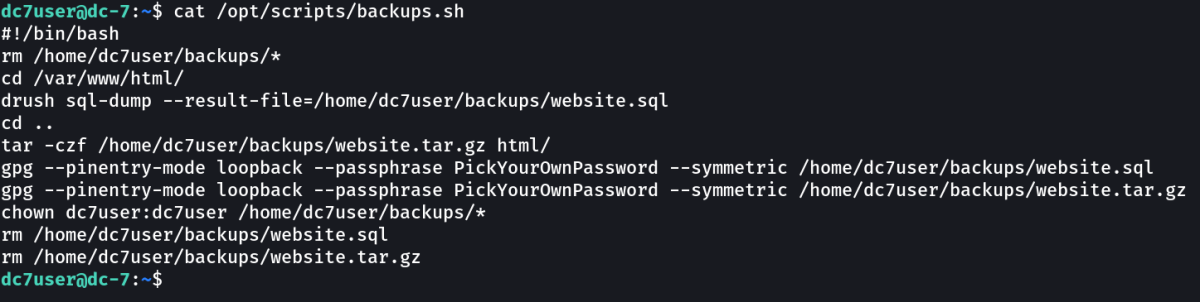 dc7user@dc-7:~$ cat /opt/scripts/backups.sh
#!/bin/bash
rm /home/dc7user/backups/*
cd /var/www/html/
drush sql-dump --result-file=/home/dc7user/backups/website.sql
cd ..
tar -czf /home/dc7user/backups/website.tar.gz html/
gpg --pinentry-mode loopback --passphrase PickYourOwnPassword --symmetric /home/dc7user/backups/website.sql
gpg --pinentry-mode loopback --passphrase PickYourOwnPassword --symmetric /home/dc7user/backups/website.tar.gz
chown dc7user:dc7user /home/dc7user/backups/*
rm /home/dc7user/backups/website.sql
rm /home/dc7user/backups/website.tar.gz
dc7user@dc-7:~$